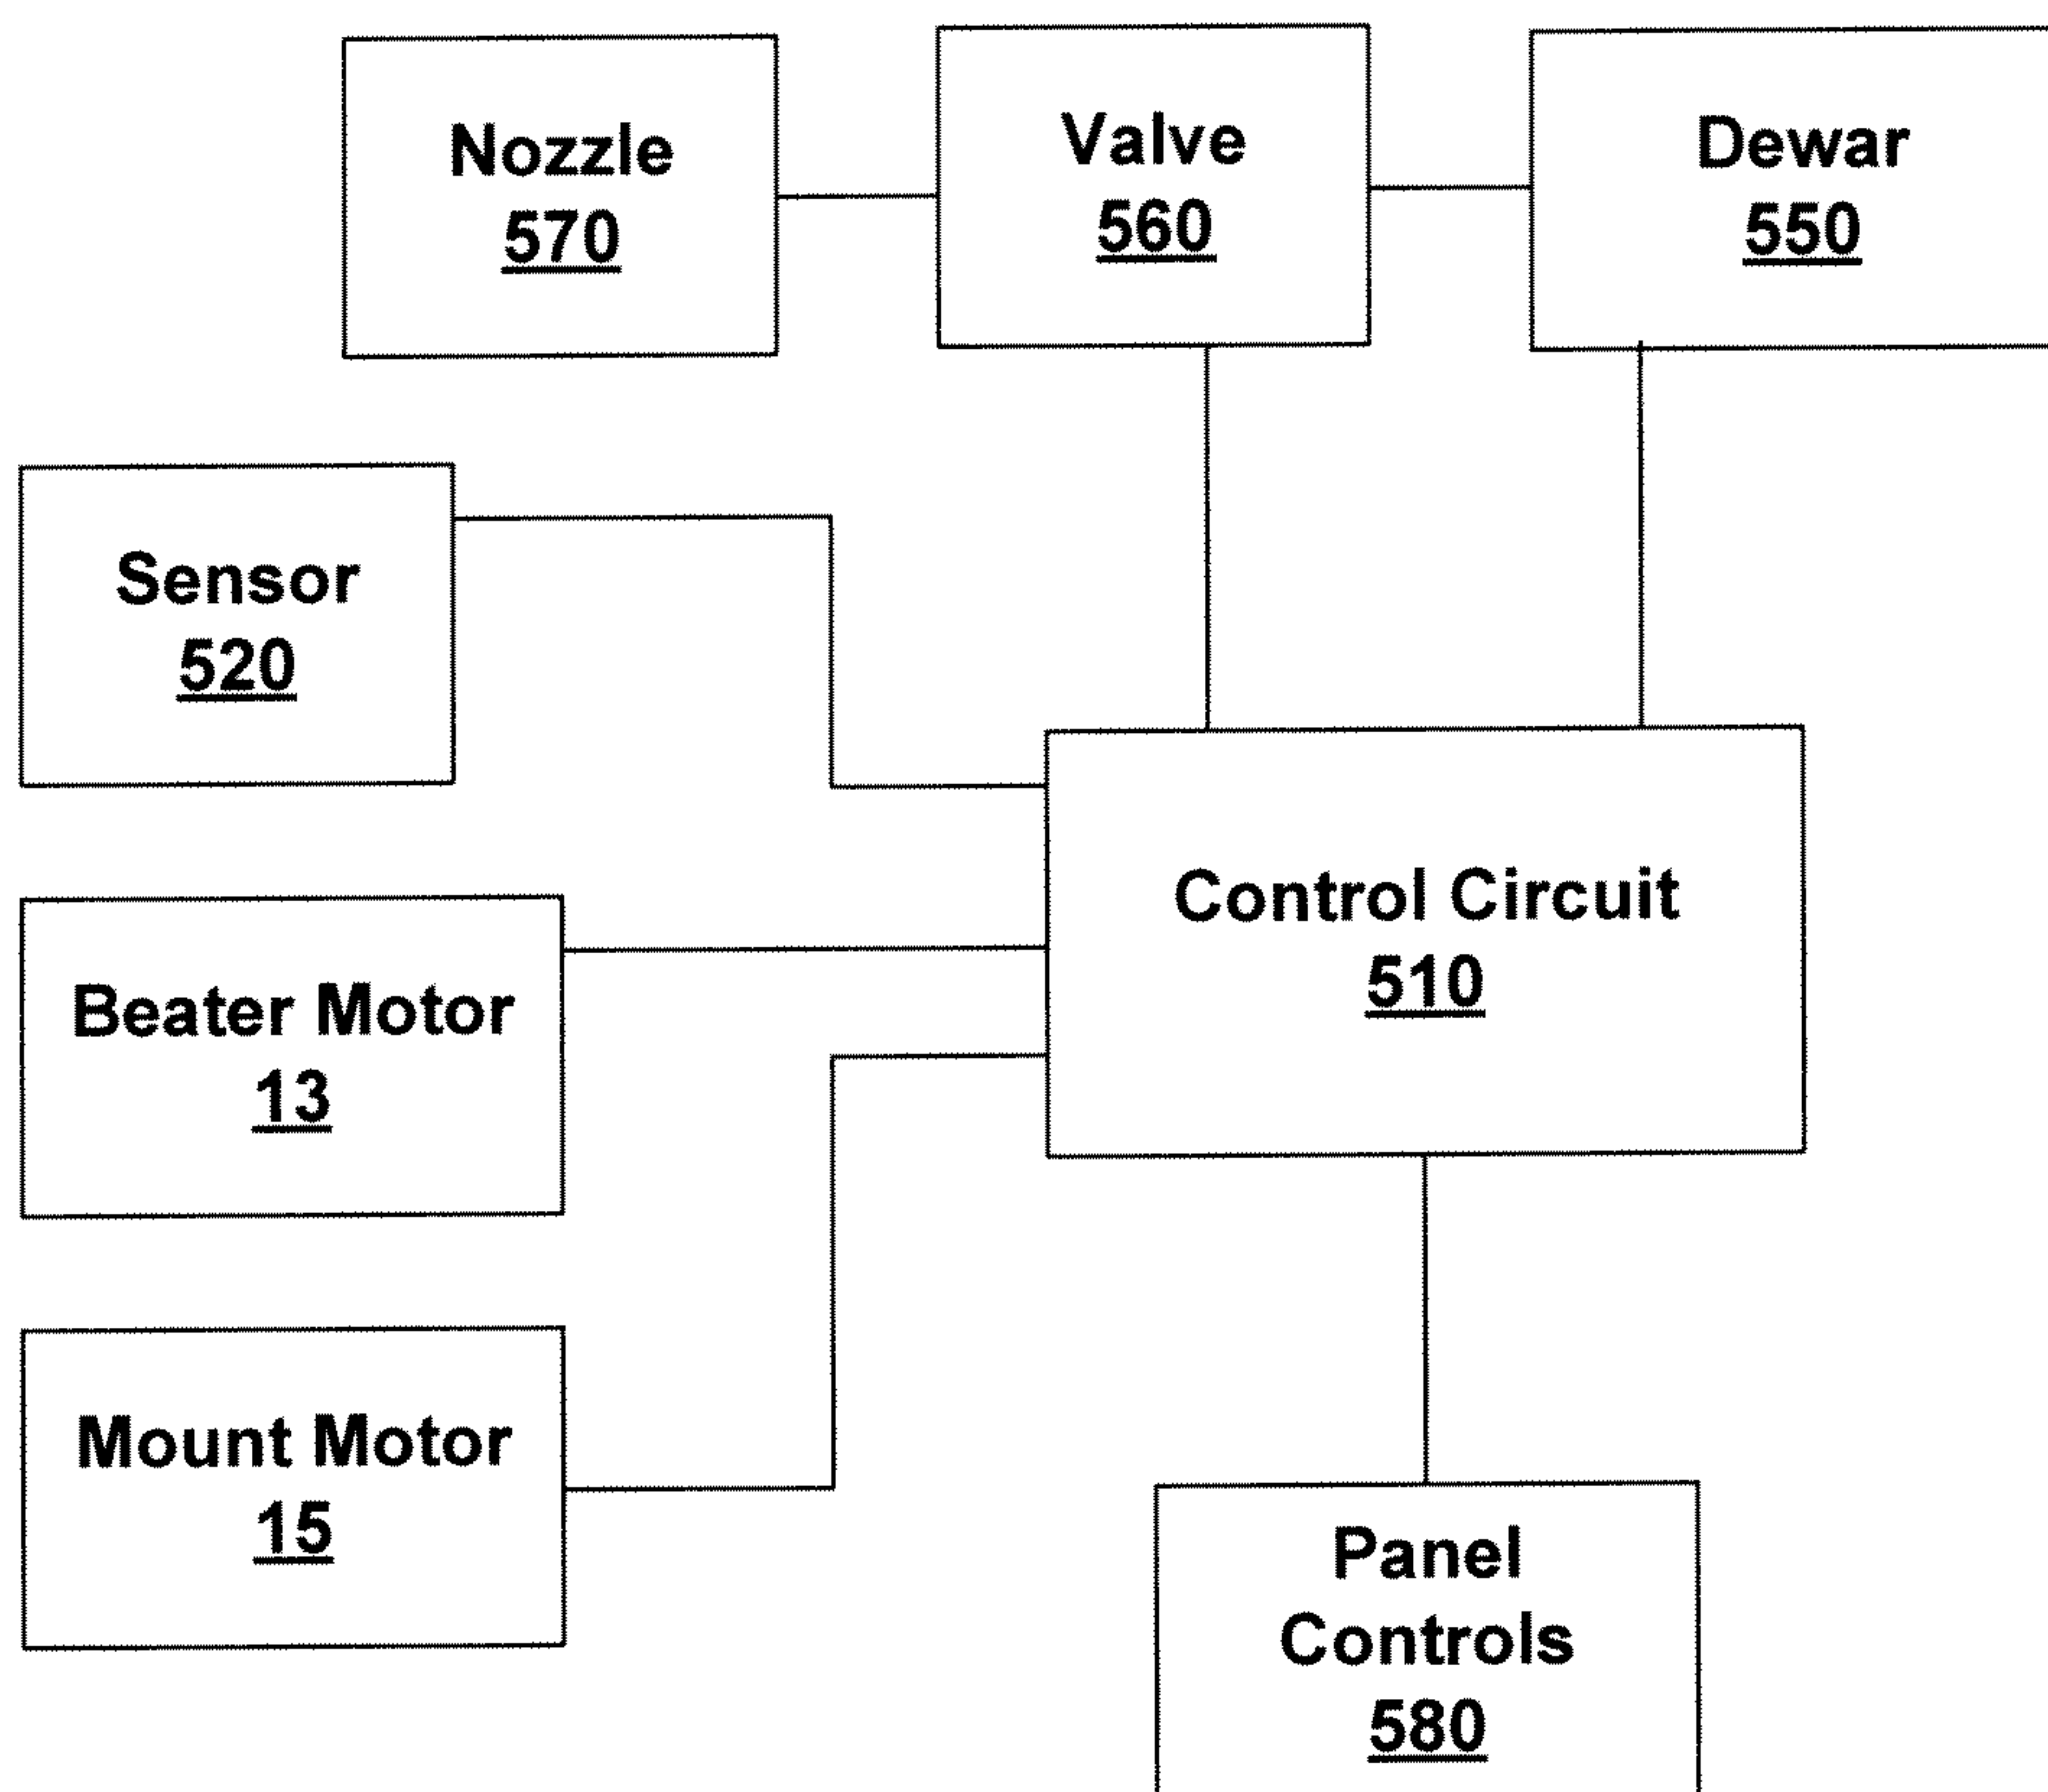 Nozzle
570
Valve
560
Dewar
550
Sensor
520
Control Circuit
510
Beater Motor
13
Mount Motor
15
Panel
Controls
580